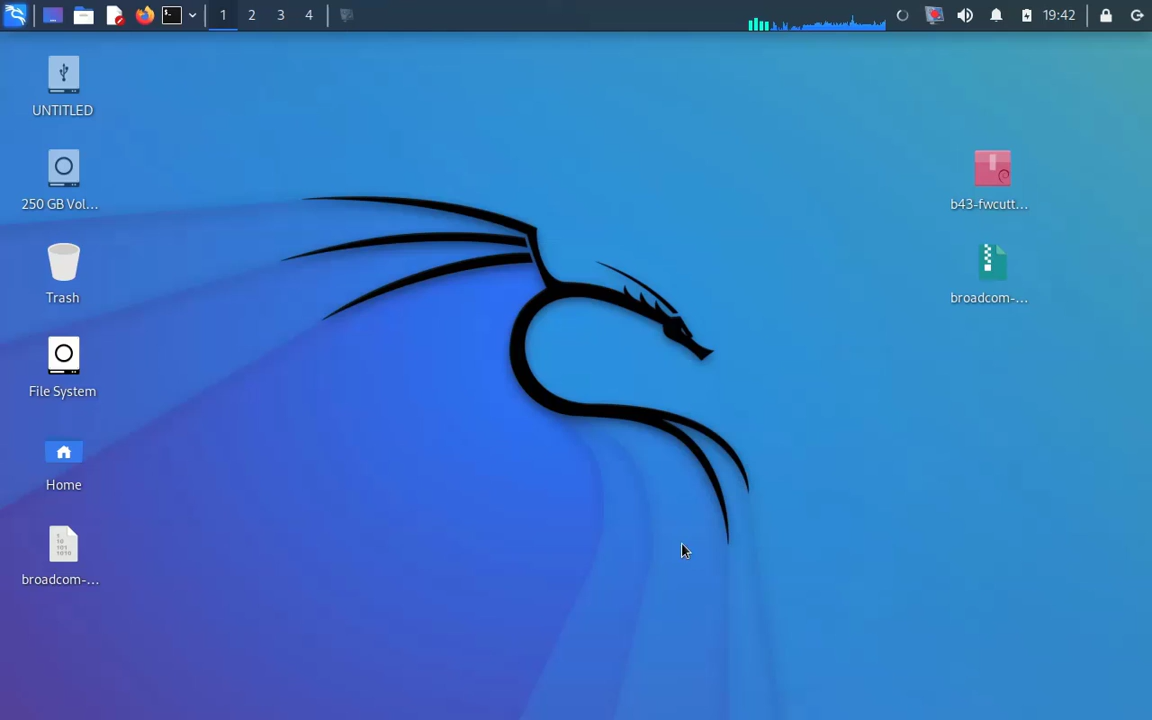 1 2 3 4 19:42
UNTITLED
250 GB Vol...
b43-fwcutt...
Trash
broadcom-...
File System
Home
broadcom-...